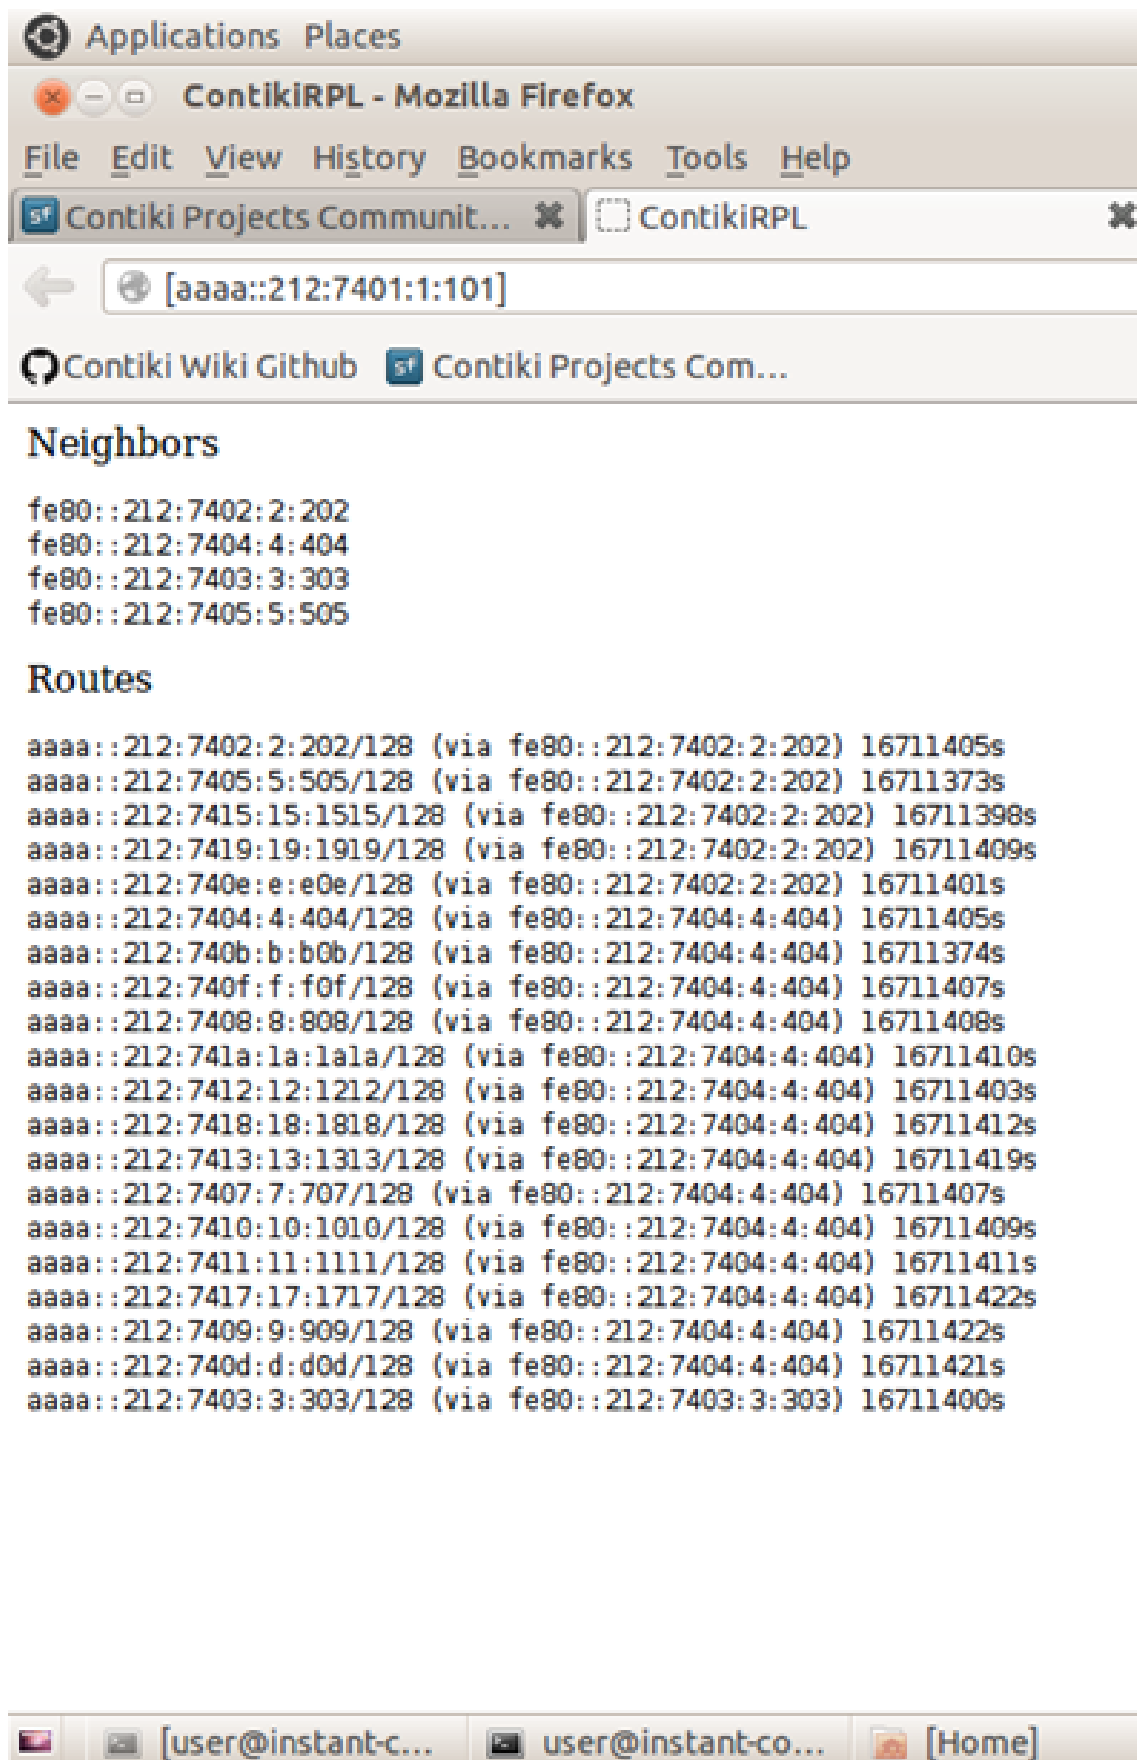 Applications Places
ContikiRPL - Mozilla Firefox
File Edit View History Bookmarks Tools Help
Contiki Projects Communit... ContikiRPL
[aaaa::212:7401:1:101]
Contiki Wiki Github Contiki Projects Com...
Neighbors
fe80::212:7402:2:202
fe80::212:7404:4:404
fe80::212:7403:3:303
fe80::212:7405:5:505
Routes
aaaa::212:7402:2:202/128 (via fe80::212:7402:2:202) 16711405s
aaaa::212:7405:5:505/128 (via fe80::212:7402:2:202) 16711373s
aaaa::212:7415:15:1515/128 (via fe80::212:7402:2:202) 16711398s
aaaa::212:7419:19:1919/128 (via fe80::212:7402:2:202) 16711409s
aaaa::212:740e:e:e0e/128 (via fe80::212:7402:2:202) 16711401s
aaaa::212:7404:4:404/128 (via fe80::212:7404:4:404) 16711405s
aaaa::212:740b:b:b0b/128 (via fe80::212:7404:4:404) 16711374s
aaaa::212:740f:f:f0f/128 (via fe80::212:7404:4:404) 16711407s
aaaa::212:7408:8:808/128 (via fe80::212:7404:4:404) 16711408s
aaaa::212:741a:1a:1a1a/128 (via fe80::212:7404:4:404) 16711410s
aaaa::212:7412:12:1212/128 (via fe80::212:7404:4:404) 16711403s
aaaa::212:7418:18:1818/128 (via fe80::212:7404:4:404) 16711412s
aaaa::212:7413:13:1313/128 (via fe80::212:7404:4:404) 16711419s
aaaa::212:7407:7:707/128 (via fe80::212:7404:4:404) 16711407s
aaaa::212:7410:10:1010/128 (via fe80::212:7404:4:404) 16711409s
aaaa::212:7411:11:1111/128 (via fe80::212:7404:4:404) 16711411s
aaaa::212:7417:17:1717/128 (via fe80::212:7404:4:404) 16711422s
aaaa::212:7409:9:909/128 (via fe80::212:7404:4:404) 16711422s
aaaa::212:740d:d:d0d/128 (via fe80::212:7404:4:404) 16711421s
aaaa::212:7403:3:303/128 (via fe80::212:7403:3:303) 16711400s
[user@instant-c... user@instant-co... [Home]